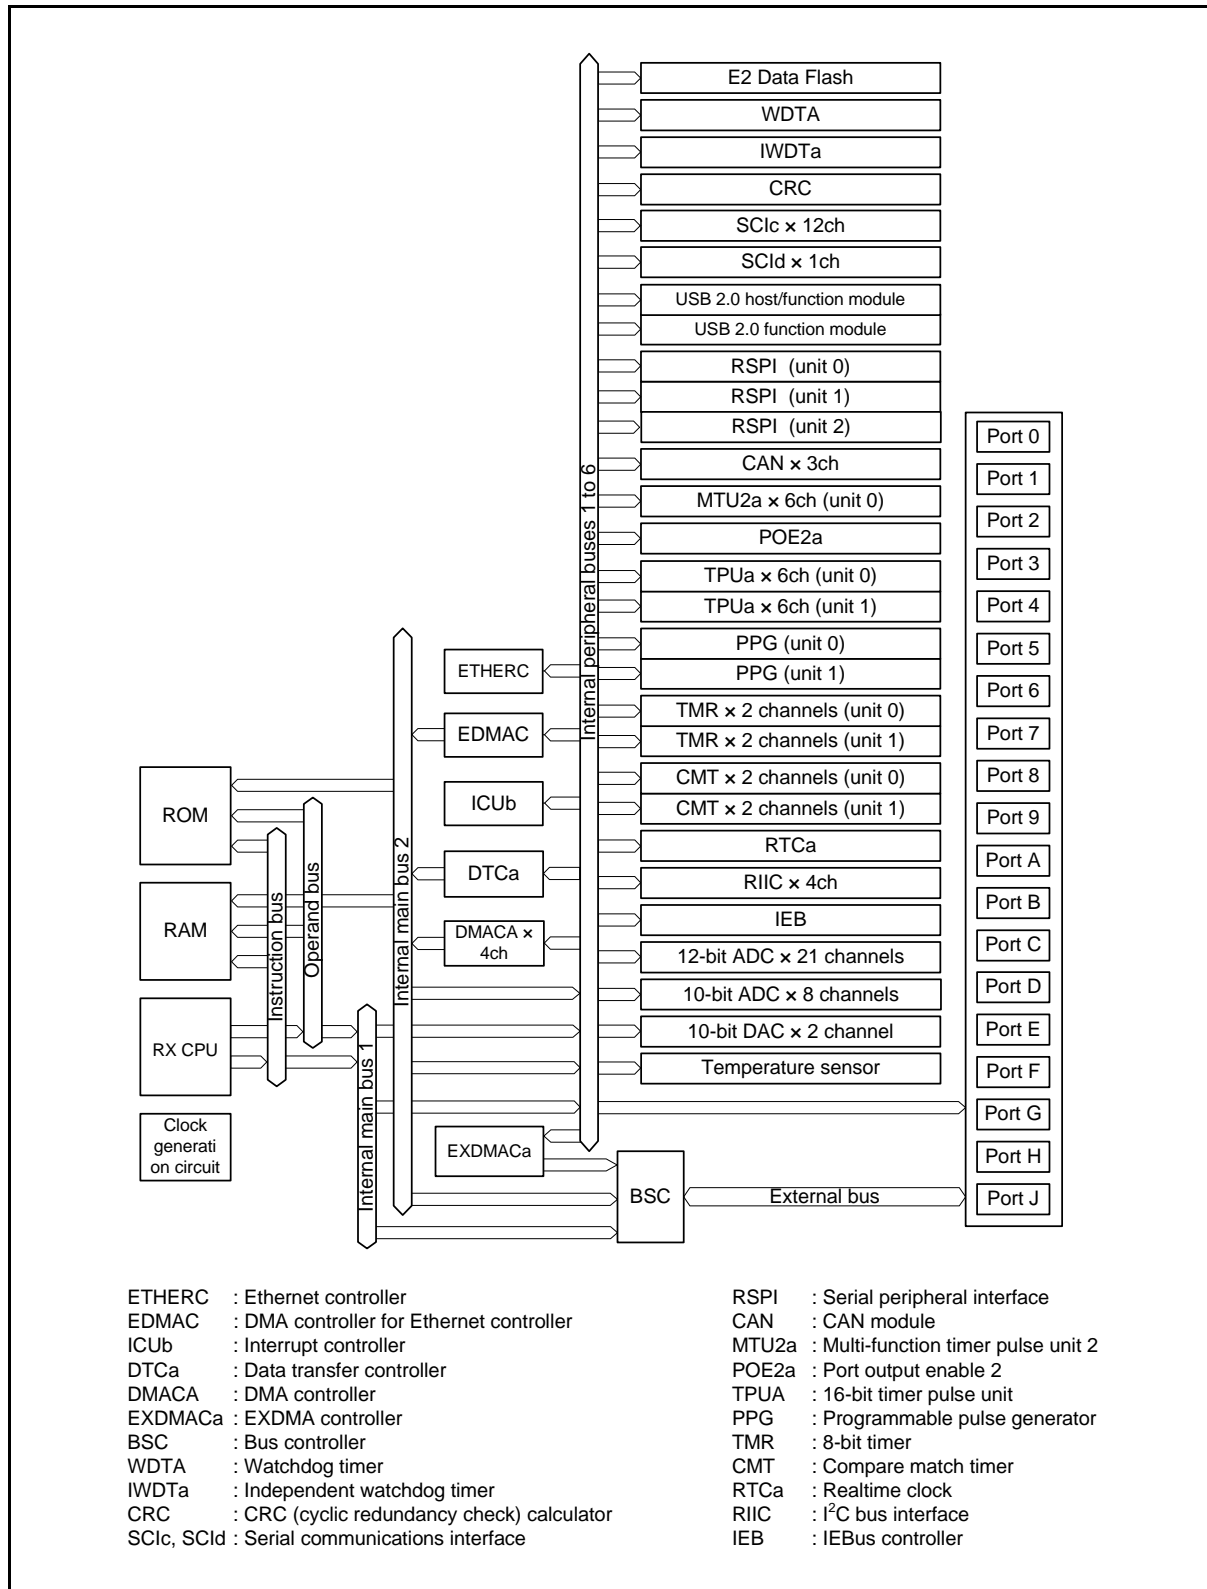 E2 Data Flash
WDTA
IWDTa
CRC
SCIc × 12ch
SCId × 1ch
USB 2.0 host/function module
USB 2.0 function module
RSPI (unit 0)
RSPI (unit 1)
RSPI (unit 2)
CAN × 3ch
MTU2a × 6ch (unit 0)
POE2a
TPUa × 6ch (unit 0)
TPUa × 6ch (unit 1)
PPG (unit 0)
PPG (unit 1)
TMR × 2 channels (unit 0)
TMR × 2 channels (unit 1)
CMT × 2 channels (unit 0)
CMT × 2 channels (unit 1)
RTCa
RIIC × 4ch
IEB
12-bit ADC × 21 channels
10-bit ADC × 8 channels
10-bit DAC × 2 channel
Temperature sensor
Port 0
Port 1
Port 2
Port 3
Port 4
Port 5
Port 6
Port 7
Port 8
Port 9
Port A
Port B
Port C
Port D
Port E
Port F
Port G
Port H
Port J
Internal peripheral buses 1 to 6
ETHERC
EDMAC
ICUb
DTCa
DMACA ×
4ch
EXDMACa
BSC
External bus
Internal main bus 2
Internal main bus 1
Operand bus
Instruction bus
ROM
RAM
RX CPU
Clock
generati
on circuit
ETHERC : Ethernet controller
EDMAC : DMA controller for Ethernet controller
ICUb : Interrupt controller
DTCa : Data transfer controller
DMACA : DMA controller
EXDMACa : EXDMA controller
BSC : Bus controller
WDTA : Watchdog timer
IWDTa : Independent watchdog timer
CRC : CRC (cyclic redundancy check) calculator
SCIc, SCId : Serial communications interface
RSPI : Serial peripheral interface
CAN : CAN module
MTU2a : Multi-function timer pulse unit 2
POE2a : Port output enable 2
TPUA : 16-bit timer pulse unit
PPG : Programmable pulse generator
TMR : 8-bit timer
CMT : Compare match timer
RTCa : Realtime clock
RIIC : I²C bus interface
IEB : IEBus controller